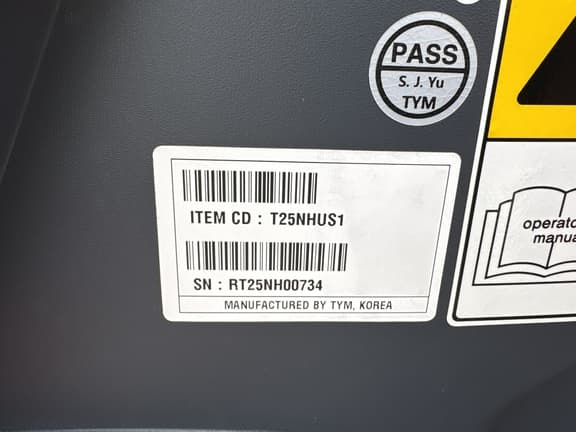 PASS
S. J. Yu
TYM
ITEM CD : T25NHUS1
SN : RT25NH00734
MANUFACTURED BY TYM, KOREA
operato
manua